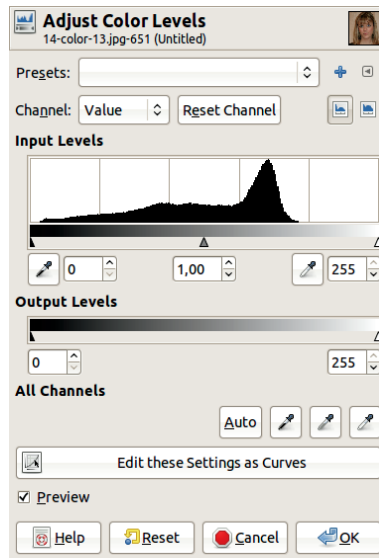 Adjust Color Levels
14-color-13.jpg-651 (Untitled)
Presets:
Channel: Value Reset Channel
Input Levels
0 1,00 255
Output Levels
0 255
All Channels
Auto
Edit these Settings as Curves
Preview
Help Reset Cancel OK